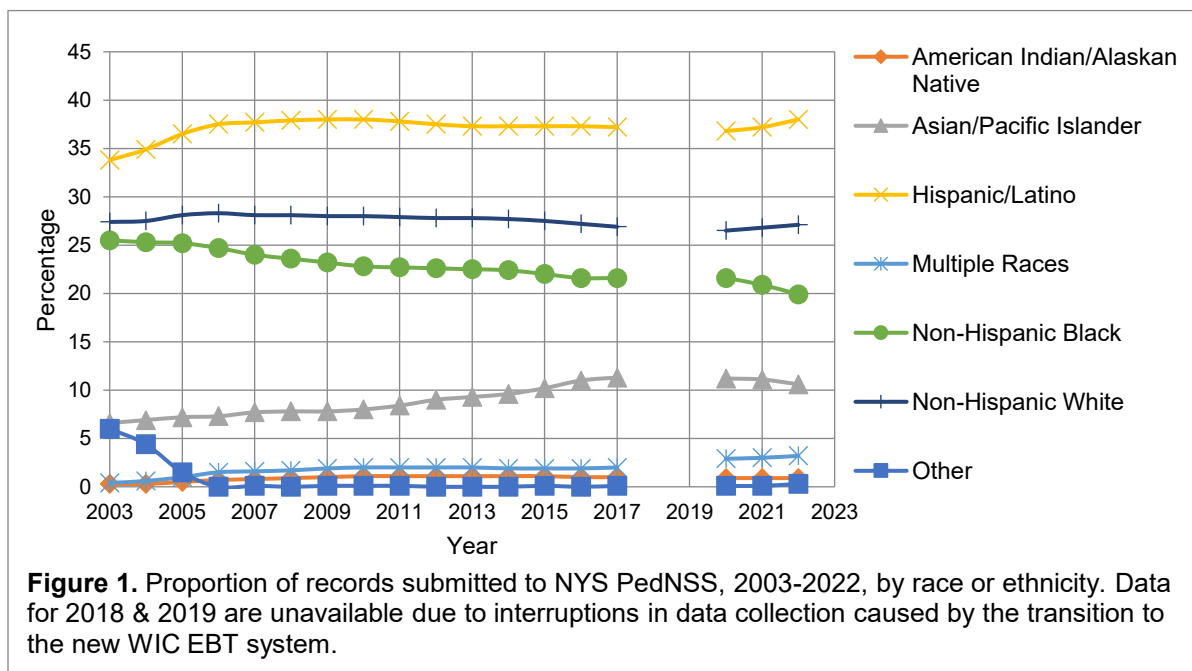 45
40
35
30
25
20
15
10
5
0
Percentage
2003 2005 2007 2009 2011 2013 2015 2017 2019 2021 2023
Year
American Indian/Alaskan
Native
Asian/Pacific Islander
Hispanic/Latino
Multiple Races
Non-Hispanic Black
Non-Hispanic White
Other
Figure 1. Proportion of records submitted to NYS PedNSS, 2003-2022, by race or ethnicity. Data
for 2018 & 2019 are unavailable due to interruptions in data collection caused by the transition to
the new WIC EBT system.